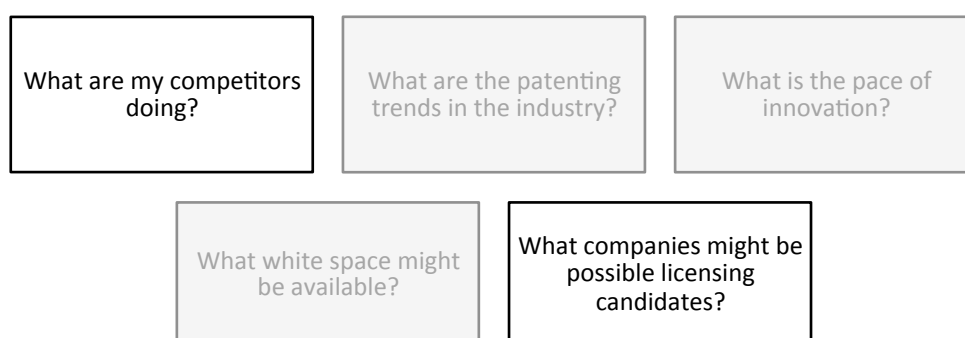 What are my competitors
doing?
What are the patenting
trends in the industry?
What is the pace of
innovation?
What white space might
be available?
What companies might be
possible licensing
candidates?